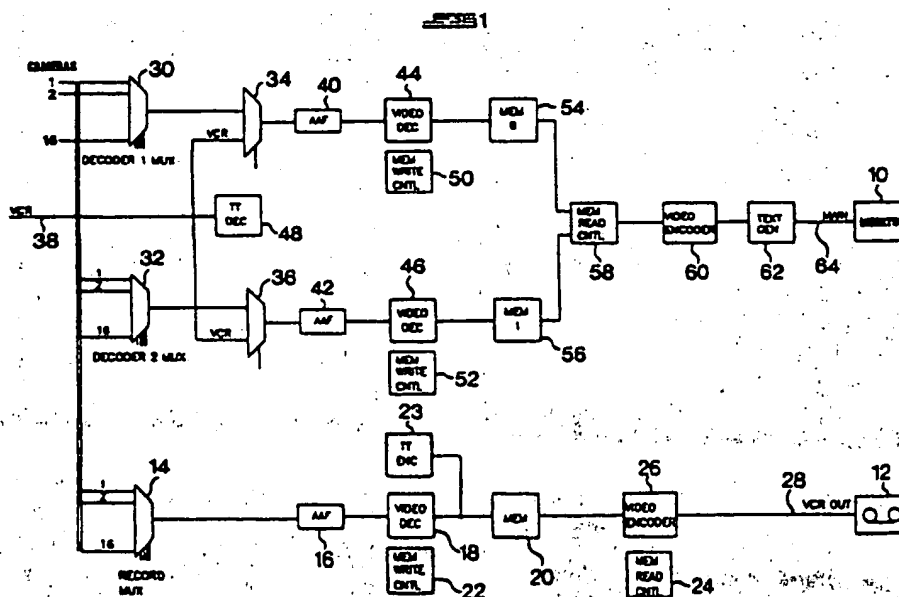 1
CAMERAS
1
2
16
30
DECODER 1 MUX
34
VCR
40
AAF
44
VIDEO
DEC
MEM
WRITE
CNTL
50
MEM
54
VCR
38
TT
DEC
48
MEM
READ
CNTL
58
VIDEO
ENCODER
60
TEXT
62
MAIN
64
10
32
1
16
DECODER 2 MUX
36
VCR
42
AAF
46
VIDEO
DEC
MEM
WRITE
CNTL
52
MEM
1
56
14
1
16
RECORD
MUX
AAF
16
23
TT
ENC
VIDEO
DEC
18
MEM
WRITE
CNTL
22
MEM
20
26
VIDEO
ENCODER
MEM
READ
CNTL
24
28
VCR OUT
12